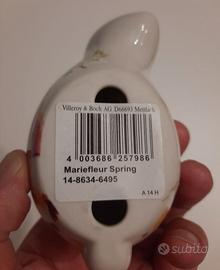 Villeroy & Boch AG D66693 Mettlach
4 003686 257986
Mariefleur Spring
14-8634-6495
A 14 H
subito